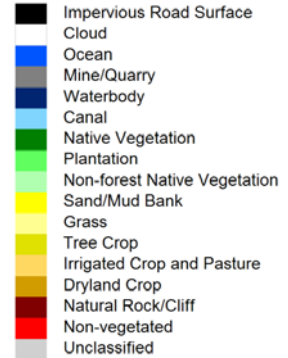 Impervious Road Surface
Cloud
Ocean
Mine/Quarry
Waterbody
Canal
Native Vegetation
Plantation
Non-forest Native Vegetation
Sand/Mud Bank
Grass
Tree Crop
Irrigated Crop and Pasture
Dryland Crop
Natural Rock/Cliff
Non-vegetated
Unclassified